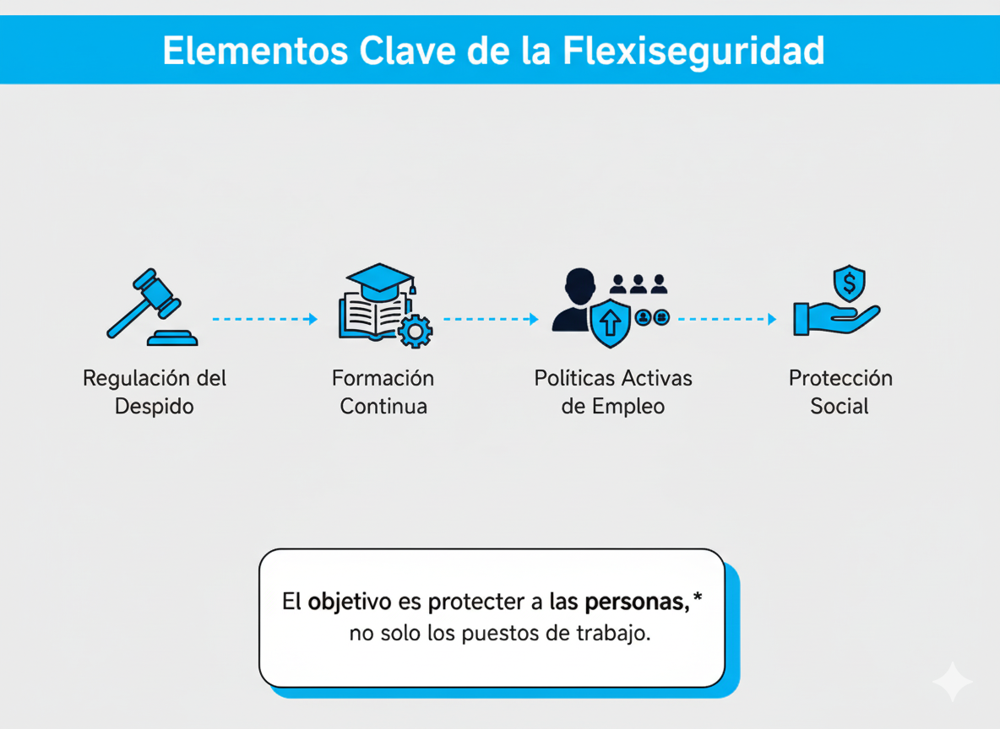 Elementos Clave de la Flexiseguridad
Regulación del
Despido
Formación
Continua
Políticas Activas
de Empleo
$
Protección
Social
El objetivo es protecter a las personas,*
no solo los puestos de trabajo.